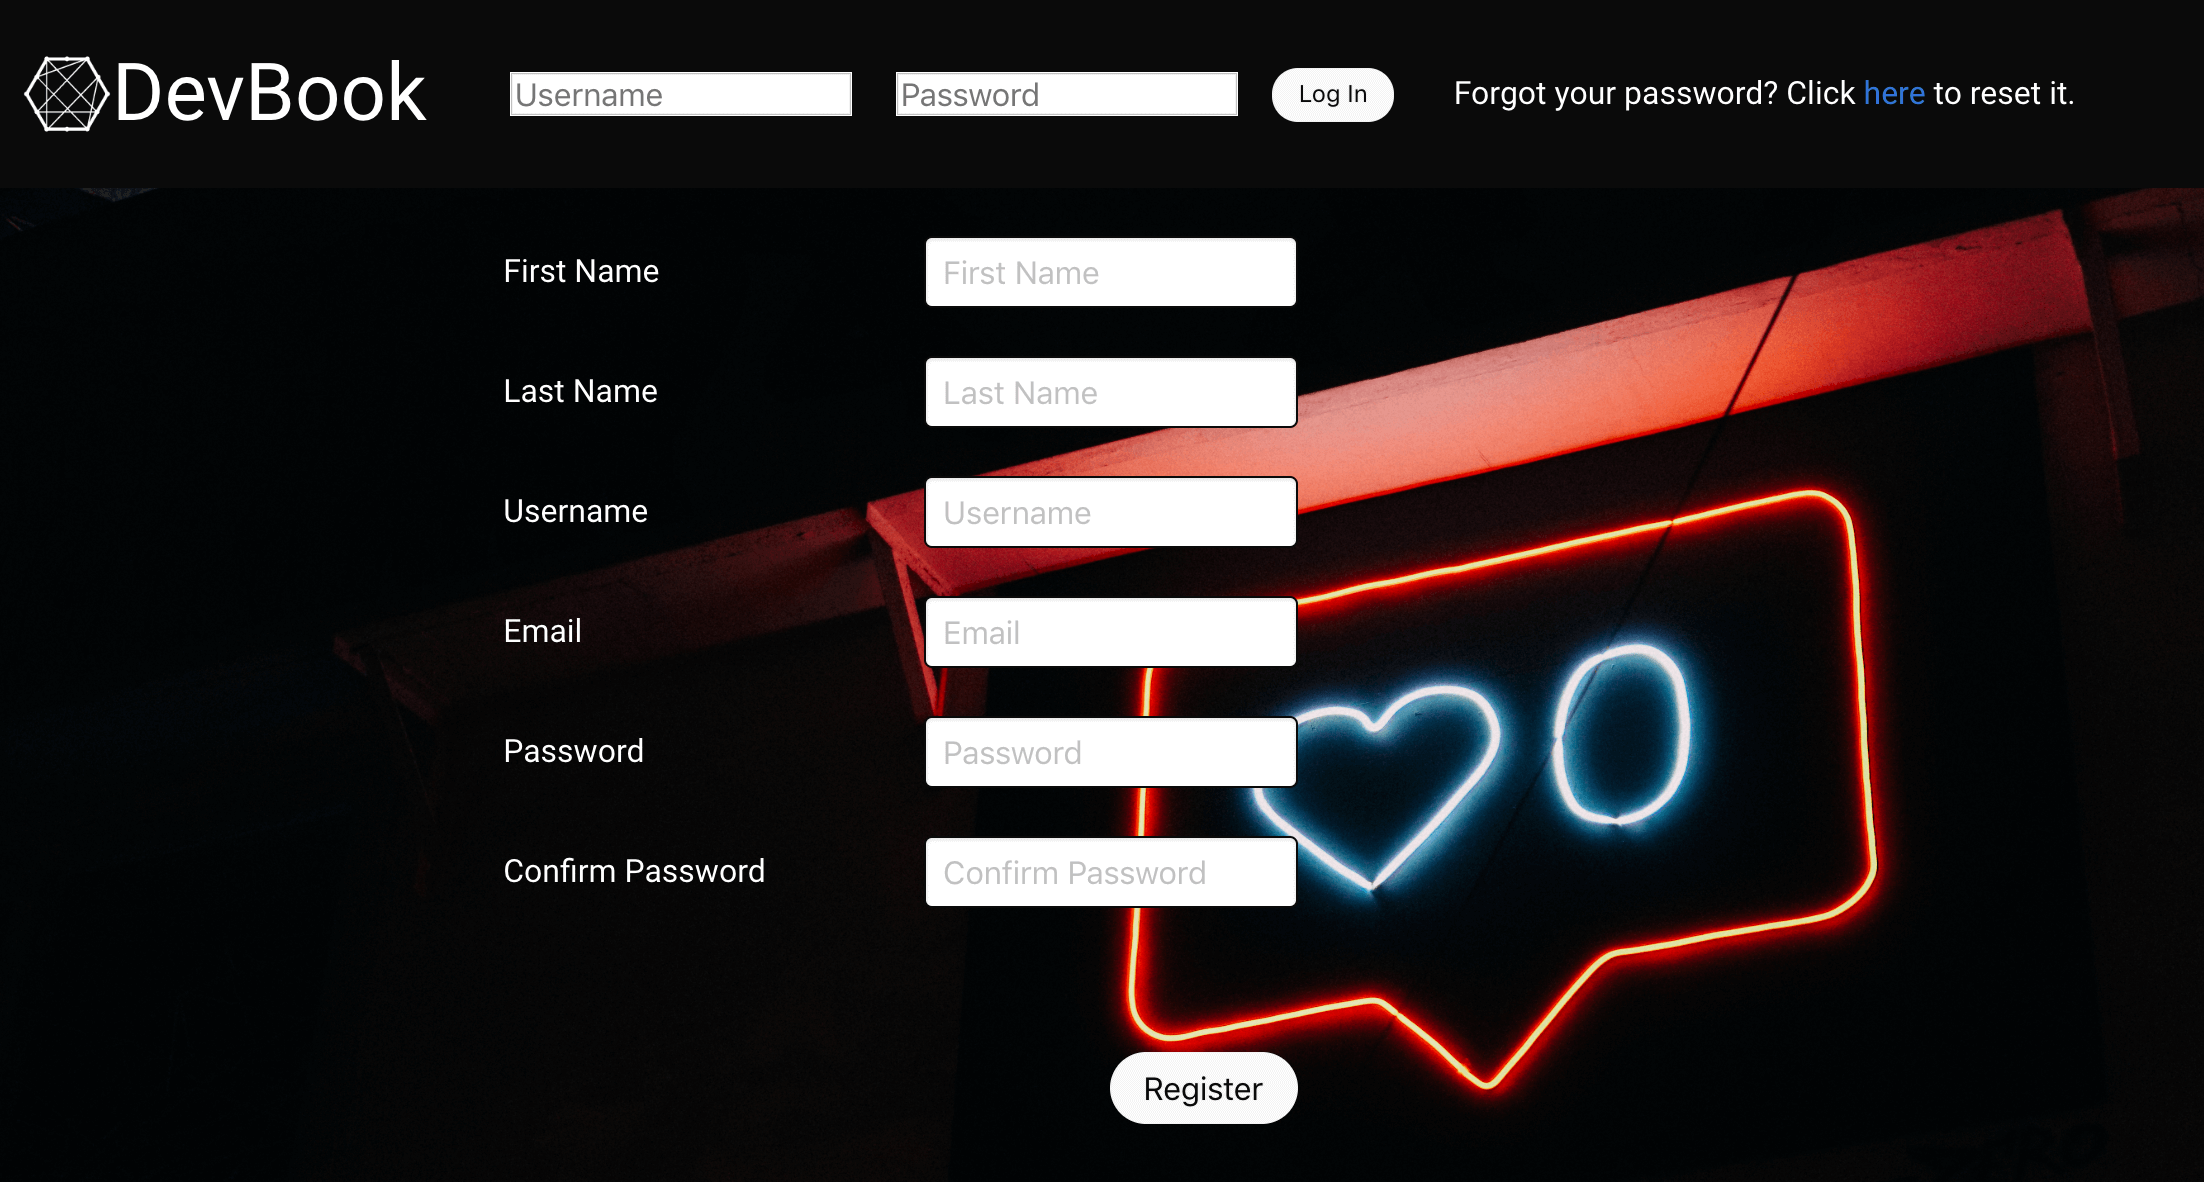 DevBook Username Password Log In Forgot your password? Click here to reset it.
First Name First Name
Last Name Last Name
Username Username
Email Email
Password Password
Confirm Password Confirm Password
0
Register